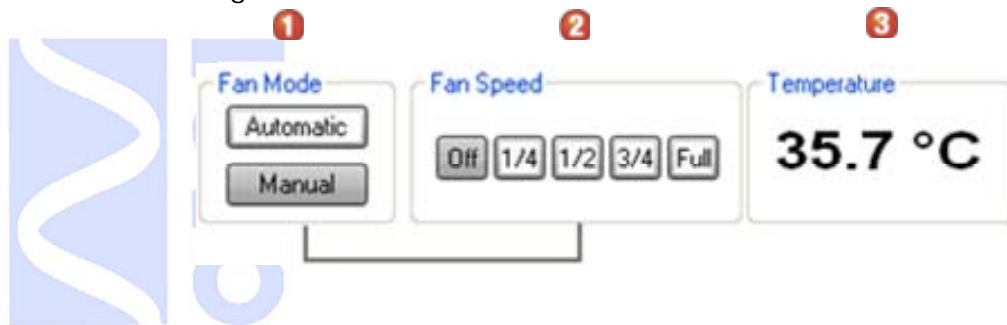 1 2 3
Fan Mode Fan Speed Temperature
Automatic
Off 1/4 1/2 3/4 Full 35.7 °C
Manual